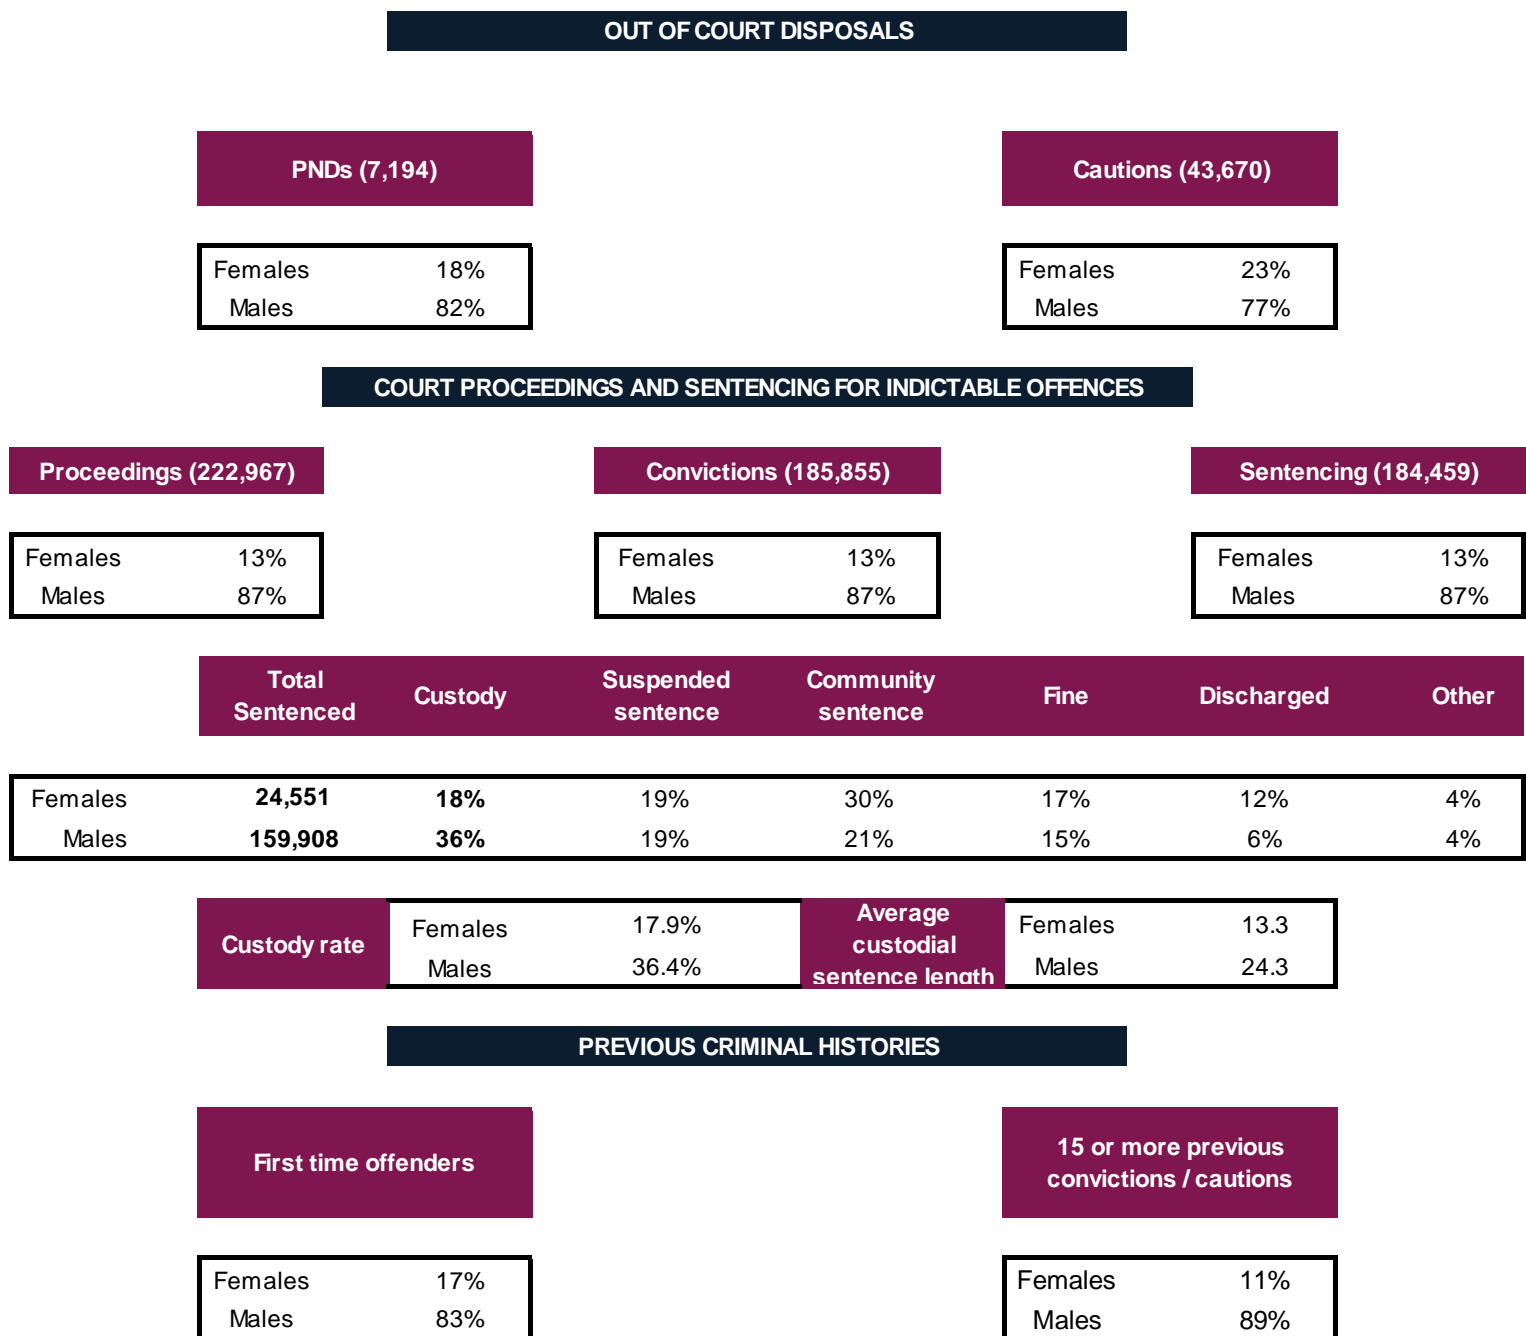 OUT OF COURT DISPOSALS
PNDs (7,194)
Cautions (43,670)
Females 18%
Males 82%
Females 23%
Males 77%
COURT PROCEEDINGS AND SENTENCING FOR INDICTABLE OFFENCES
Proceedings (222,967)
Convictions (185,855)
Sentencing (184,459)
Females 13%
Males 87%
Females 13%
Males 87%
Females 13%
Males 87%
Total
Sentenced
Custody
Suspended
sentence
Community
sentence
Fine
Discharged
Other
Females 24,551 18% 19% 30% 17% 12% 4%
Males 159,908 36% 19% 21% 15% 6% 4%
Custody rate
Females 17.9%
Males 36.4%
Average
custodial
sentence length
Females 13.3
Males 24.3
PREVIOUS CRIMINAL HISTORIES
First time offenders
15 or more previous
convictions / cautions
Females 17%
Males 83%
Females 11%
Males 89%